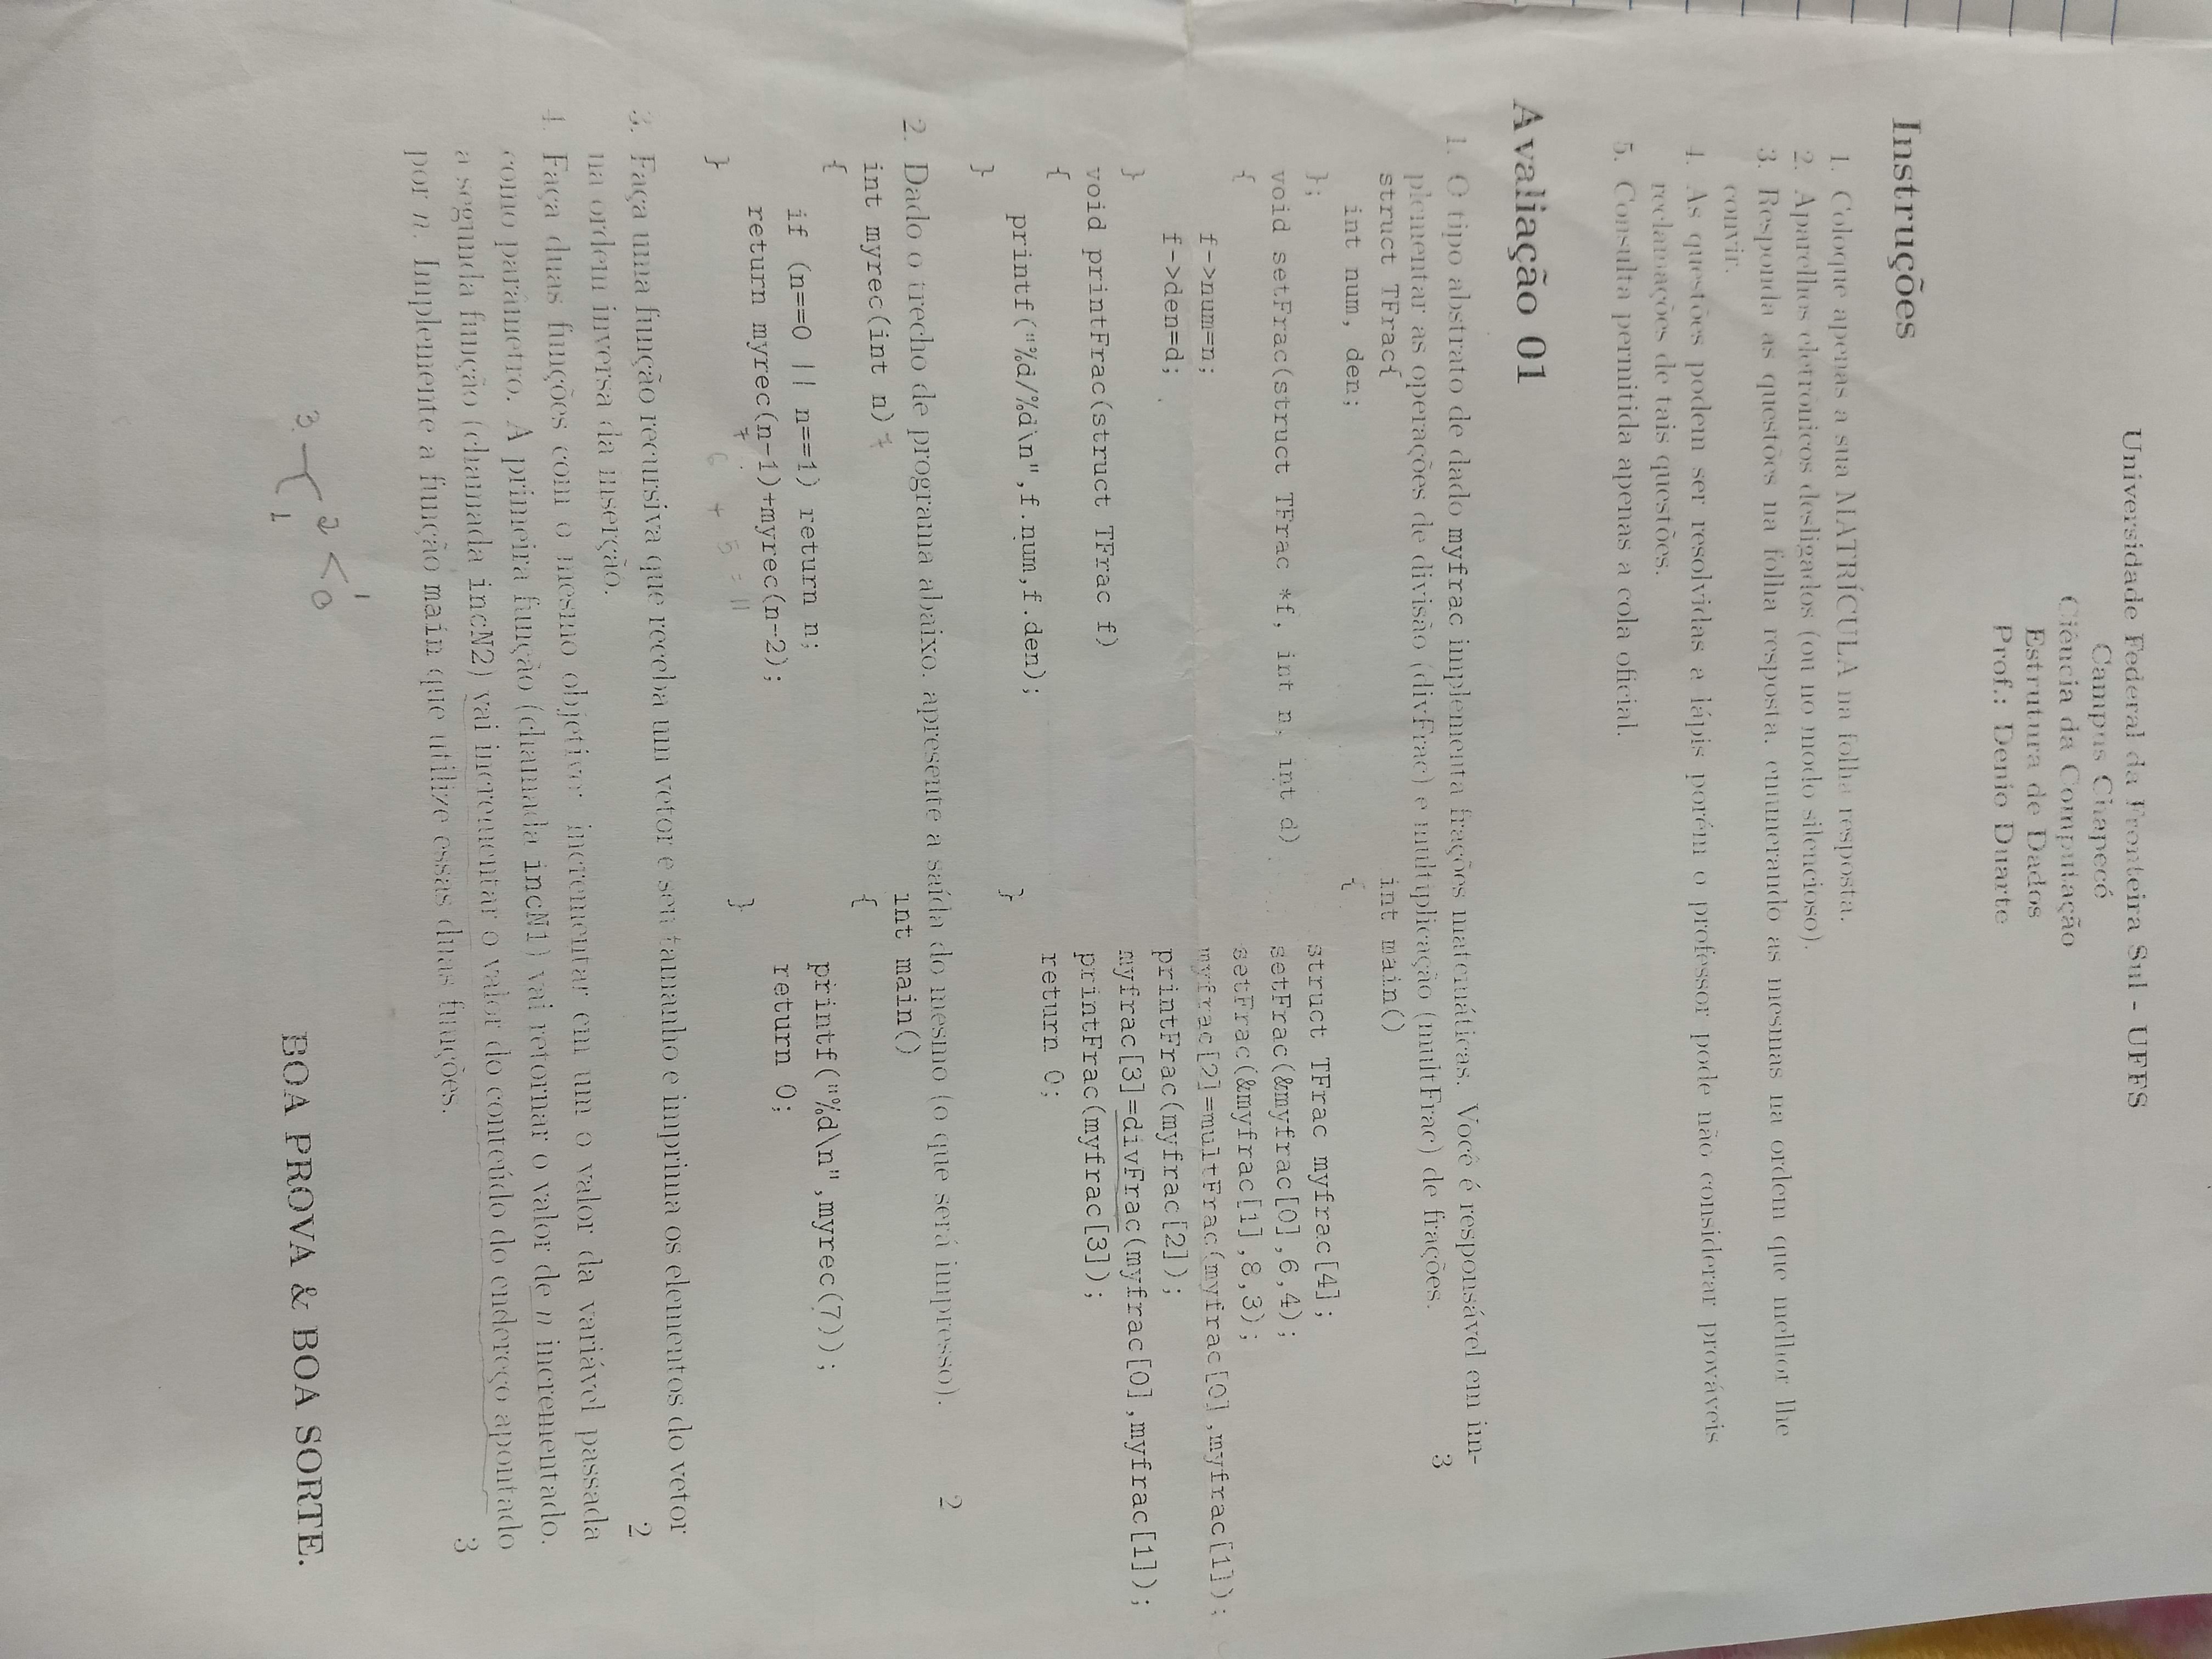 Universidade Federal da Fronteira Sul - UFFS
Campus Chapecó
Ciência da Computação
Estrutura de Dados
Prof.: Denio Duarte
Instruções
1. Coloque apenas a sua MATRÍCULA na folha resposta.
2. Aparelhos eletrônicos desligados (ou no modo silencioso).
3. Responda as questões na folha resposta, enumerando as mesmas na ordem que melhor lhe
convir.
4. As questões podem ser resolvidas a lápis porém o professor pode não considerar prováveis
reclamações de tais questões.
5. Consulta permitida apenas a cola oficial.
Avaliação 01
1. O tipo abstrato de dado myfrac implementa frações matemáticas. Você é responsável em im-
plementar as operações de divisão (divFrac) e multiplicação (multFrac) de frações. 3
struct TFrac{
int num, den;
};
void setFrac(struct TFrac *f, int n, int d)
{
f->num=n;
f->den=d;
}
void printFrac(struct TFrac f)
{
printf("%d/%d\n",f.num,f.den);
}
int main()
{
struct TFrac myfrac[4];
setFrac(&myfrac[0],6,4);
setFrac(&myfrac[1],8,3);
myfrac[2]=multFrac(myfrac[0],myfrac[1]);
printFrac(myfrac[2]);
myfrac[3]=divFrac(myfrac[0],myfrac[1]);
printFrac(myfrac[3]);
return 0;
}
2. Dado o trecho de programa abaixo, apresente a saída do mesmo (o que será impresso). 2
int myrec(int n) 7
{
if (n==0 || n==1) return n;
return myrec(n-1)+myrec(n-2);
7 6 + 5 = 11
}
int main()
{
printf("%d\n",myrec(7));
return 0;
}
3. Faça uma função recursiva que receba um vetor e seu tamanho e imprima os elementos do vetor
na ordem inversa da inserção. 2
4. Faça duas funções com o mesmo objetivo: incrementar em um o valor da variável passada
como parâmetro. A primeira função (chamada incN1) vai retornar o valor de n incrementado,
a segunda função (chamada incN2) vai incrementar o valor do conteúdo do endereço apontado
por n. Implemente a função main que utilize essas duas funções. 3
3 2 1
1 0
BOA PROVA & BOA SORTE.